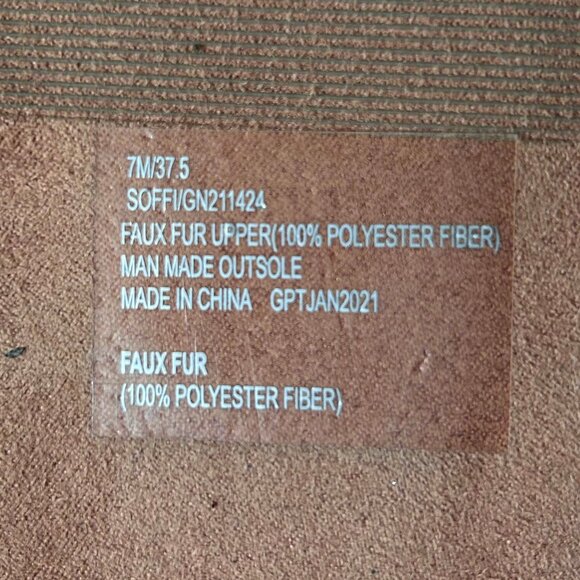 7M/37.5
SOFFI/GN211424
FAUX FUR UPPER(100% POLYESTER FIBER)
MAN MADE OUTSOLE
MADE IN CHINA GPTJAN2021
FAUX FUR
(100% POLYESTER FIBER)